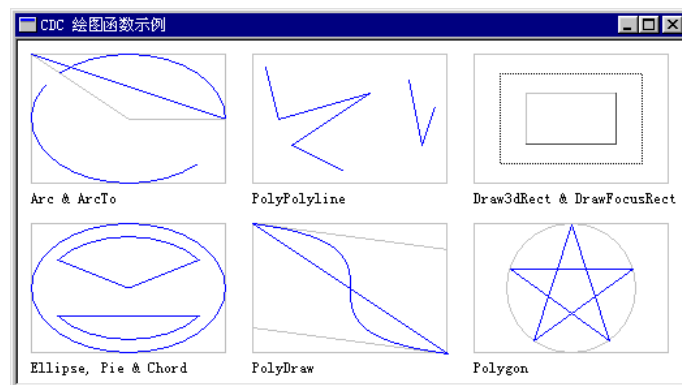 CDC 绘图函数示例
Arc & ArcTo
PolyPolyline
Draw3dRect & DrawFocusRect
Ellipse, Pie & Chord
PolyDraw
Polygon